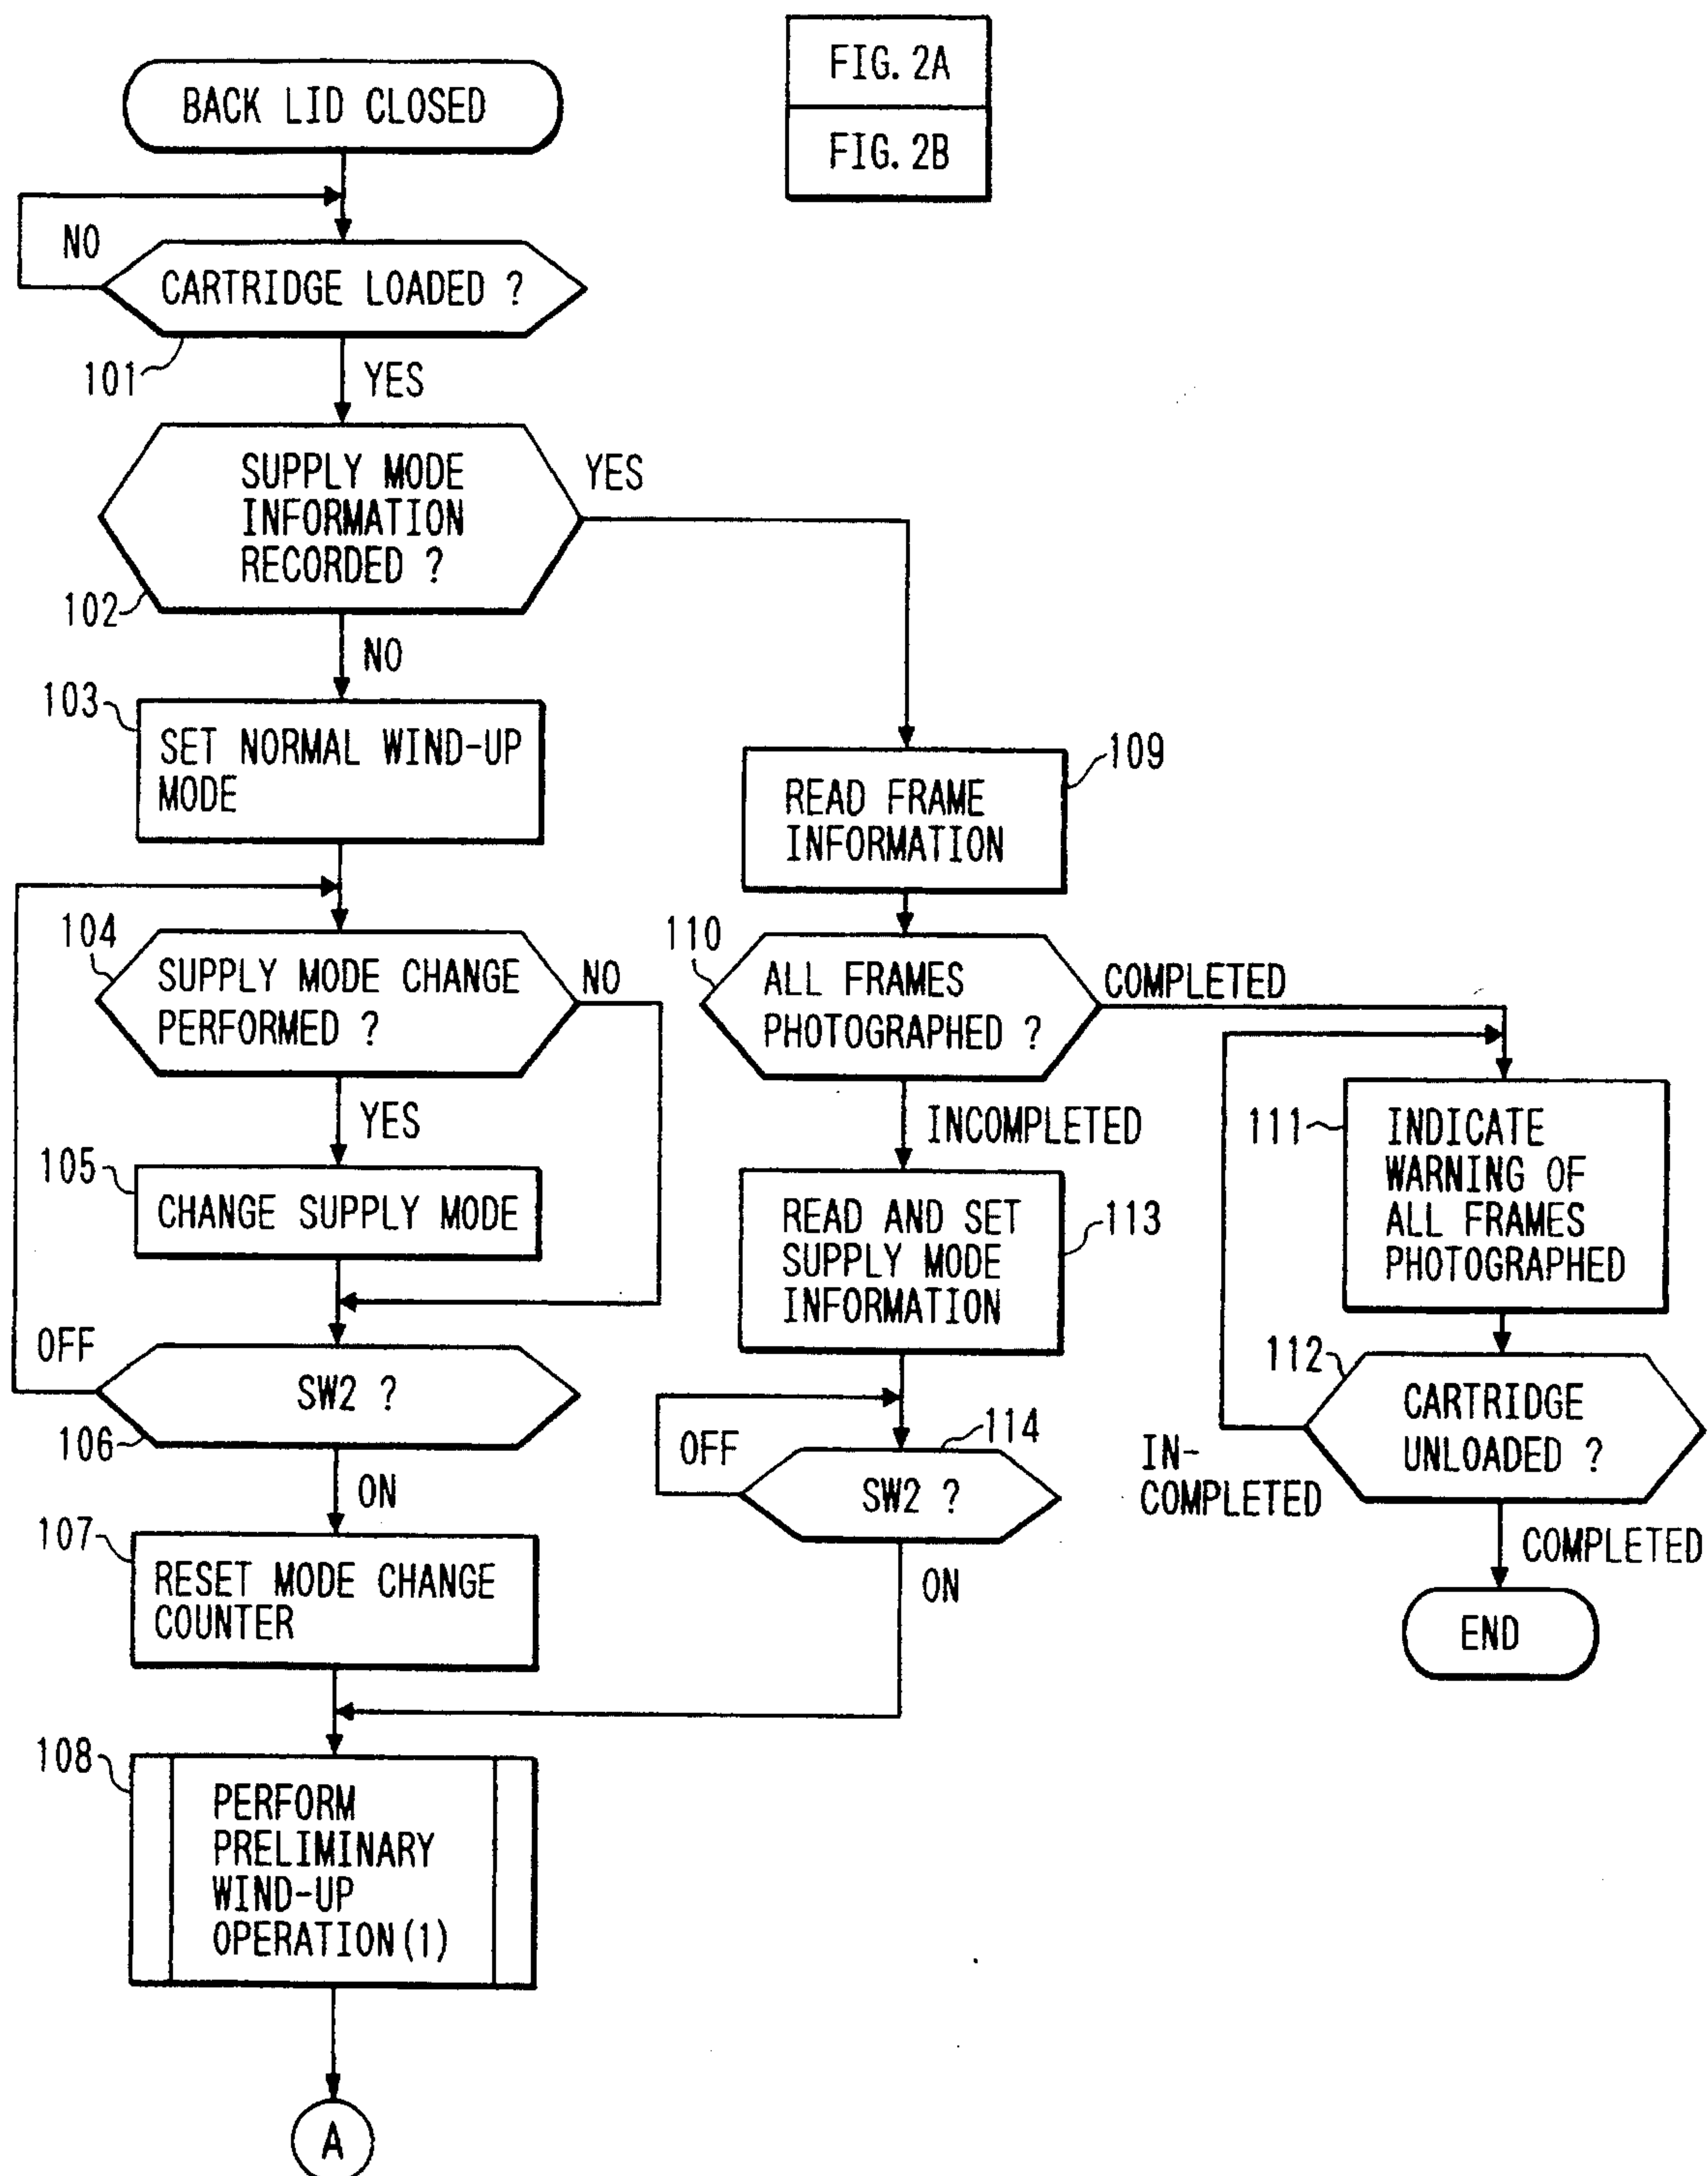 FIG. 2A
FIG. 2B
BACK LID CLOSED
NO
CARTRIDGE LOADED ?
101
YES
SUPPLY MODE
INFORMATION
RECORDED ?
102
YES
NO
103
SET NORMAL WIND-UP
MODE
104
SUPPLY MODE CHANGE
PERFORMED ?
NO
YES
105
CHANGE SUPPLY MODE
OFF
SW2 ?
106
ON
107
RESET MODE CHANGE
COUNTER
108
PERFORM
PRELIMINARY
WIND-UP
OPERATION(1)
A
109
READ FRAME
INFORMATION
110
ALL FRAMES
PHOTOGRAPHED ?
COMPLETED
INCOMPLETED
113
READ AND SET
SUPPLY MODE
INFORMATION
114
OFF
SW2 ?
ON
111
INDICATE
WARNING OF
ALL FRAMES
PHOTOGRAPHED
112
CARTRIDGE
UNLOADED ?
IN-
COMPLETED
COMPLETED
END